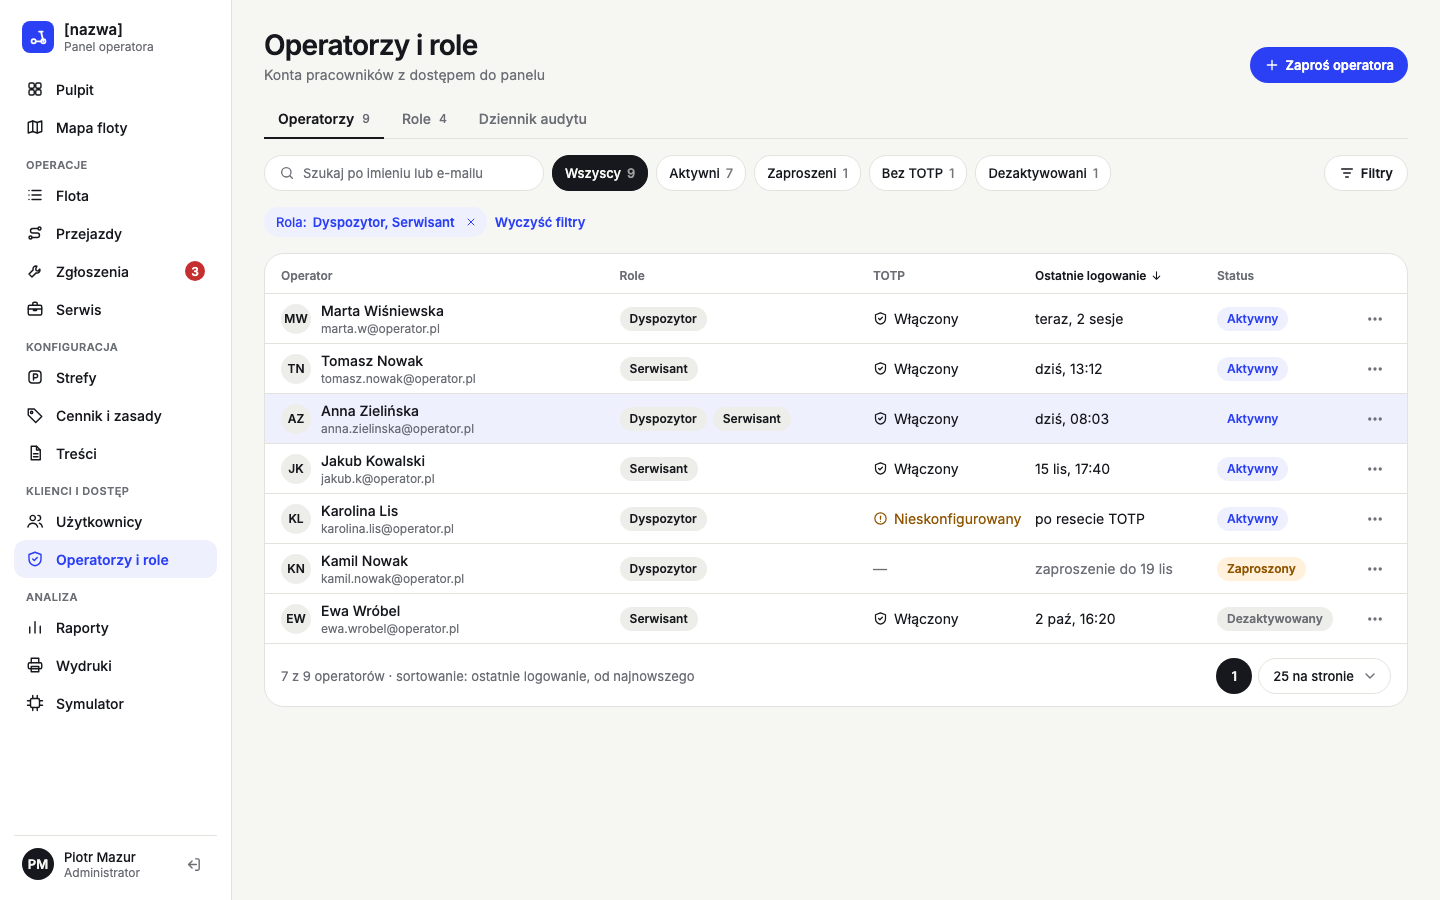 [nazwa]
Panel operatora
Pulpit
Mapa floty
OPERACJE
Flota
Przejazdy
Zgłoszenia 3
Serwis
KONFIGURACJA
Strefy
Cennik i zasady
Treści
KLIENCI I DOSTĘP
Użytkownicy
Operatorzy i role
ANALIZA
Raporty
Wydruki
Symulator
PM
Piotr Mazur
Administrator
Operatorzy i role
Konta pracowników z dostępem do panelu
Zaproś operatora
Operatorzy 9 Role 4 Dziennik audytu
Szukaj po imieniu lub e-mailu Wszyscy 9 Aktywni 7 Zaproszeni 1 Bez TOTP 1 Dezaktywowani 1 Filtry
Rola: Dyspozytor, Serwisant Wyczyść filtry
Operator Role TOTP Ostatnie logowanie ↓ Status
MW Marta Wiśniewska Dyspozytor Włączony teraz, 2 sesje Aktywny
marta.w@operator.pl
TN Tomasz Nowak Serwisant Włączony dziś, 13:12 Aktywny
tomasz.nowak@operator.pl
AZ Anna Zielińska Dyspozytor Serwisant Włączony dziś, 08:03 Aktywny
anna.zielinska@operator.pl
JK Jakub Kowalski Serwisant Włączony 15 lis, 17:40 Aktywny
jakub.k@operator.pl
KL Karolina Lis Dyspozytor Nieskonfigurowany po resecie TOTP Aktywny
karolina.lis@operator.pl
KN Kamil Nowak Dyspozytor — zaproszenie do 19 lis Zaproszony
kamil.nowak@operator.pl
EW Ewa Wróbel Serwisant Włączony 2 paź, 16:20 Dezaktywowany
ewa.wrobel@operator.pl
7 z 9 operatorów · sortowanie: ostatnie logowanie, od najnowszego 1 25 na stronie